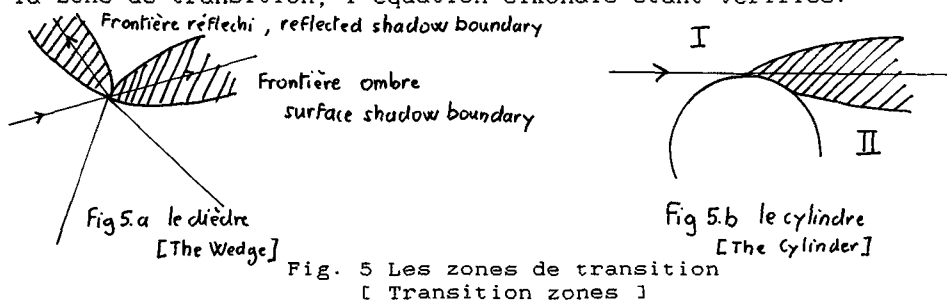 la zone de transition, l'équation eikonale étant vérifiée.
Frontière réflechi, reflected shadow boundary
Frontière ombre
surface shadow boundary
Fig 5.a le dièdre
[The Wedge]
I
II
Fig 5.b le cylindre
[The Cylinder]
Fig. 5 Les zones de transition
[ Transition zones ]